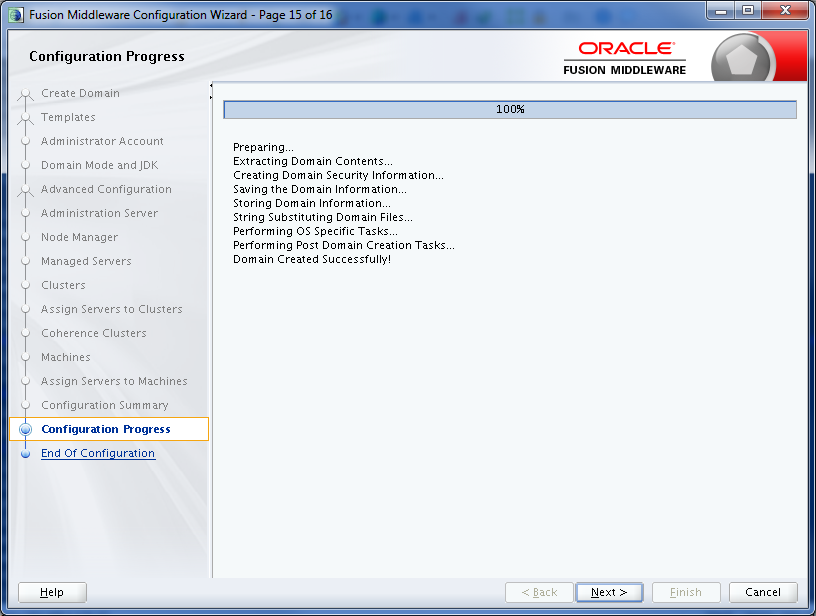 Fusion Middleware Configuration Wizard - Page 15 of 16
Configuration Progress
ORACLE®
FUSION MIDDLEWARE
Create Domain
Templates
Administrator Account
Domain Mode and JDK
Advanced Configuration
Administration Server
Node Manager
Managed Servers
Clusters
Assign Servers to Clusters
Coherence Clusters
Machines
Assign Servers to Machines
Configuration Summary
Configuration Progress
End Of Configuration
100%
Preparing...
Extracting Domain Contents...
Creating Domain Security Information...
Saving the Domain Information...
Storing Domain Information...
String Substituting Domain Files...
Performing OS Specific Tasks...
Performing Post Domain Creation Tasks...
Domain Created Successfully!
Help
< Back
Next >
Finish
Cancel